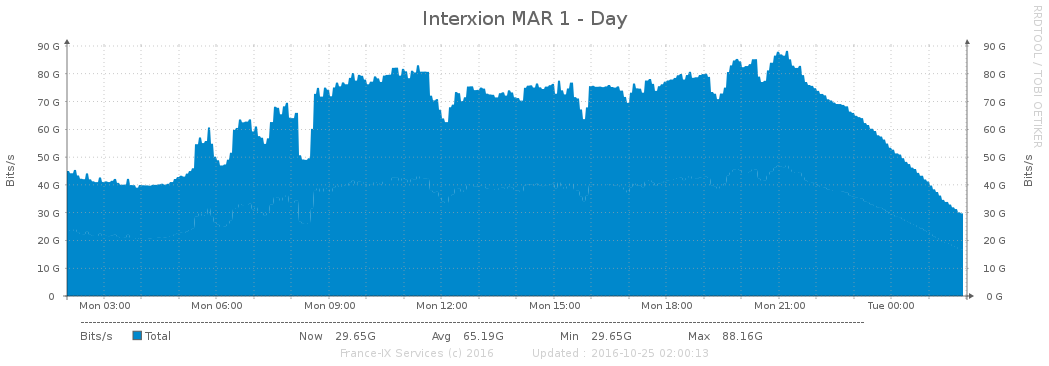 Interxion MAR 1 - Day
RRDTOOL / TOBI OETIKER
90 G 90 G
80 G 80 G
70 G 70 G
60 G 60 G
50 G 50 G
40 G 40 G
30 G 30 G
20 G 20 G
10 G 10 G
0 0 G
Bits/s
Bits/s
Mon 03:00 Mon 06:00 Mon 09:00 Mon 12:00 Mon 15:00 Mon 18:00 Mon 21:00 Tue 00:00
Bits/s Total Now 29.65G Avg 65.19G Min 29.65G Max 88.16G
France-IX Services (c) 2016 Updated : 2016-10-25 02:00:13